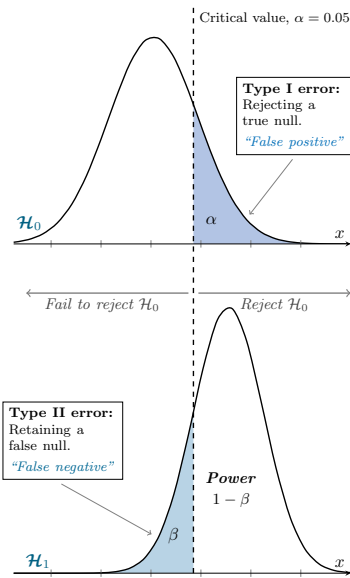 Critical value, α = 0.05
Type I error:
Rejecting a
true null.
“False positive”
ℋ₀
α
x
Fail to reject ℋ₀
Reject ℋ₀
Type II error:
Retaining a
false null.
“False negative”
Power
1 − β
β
ℋ₁
x